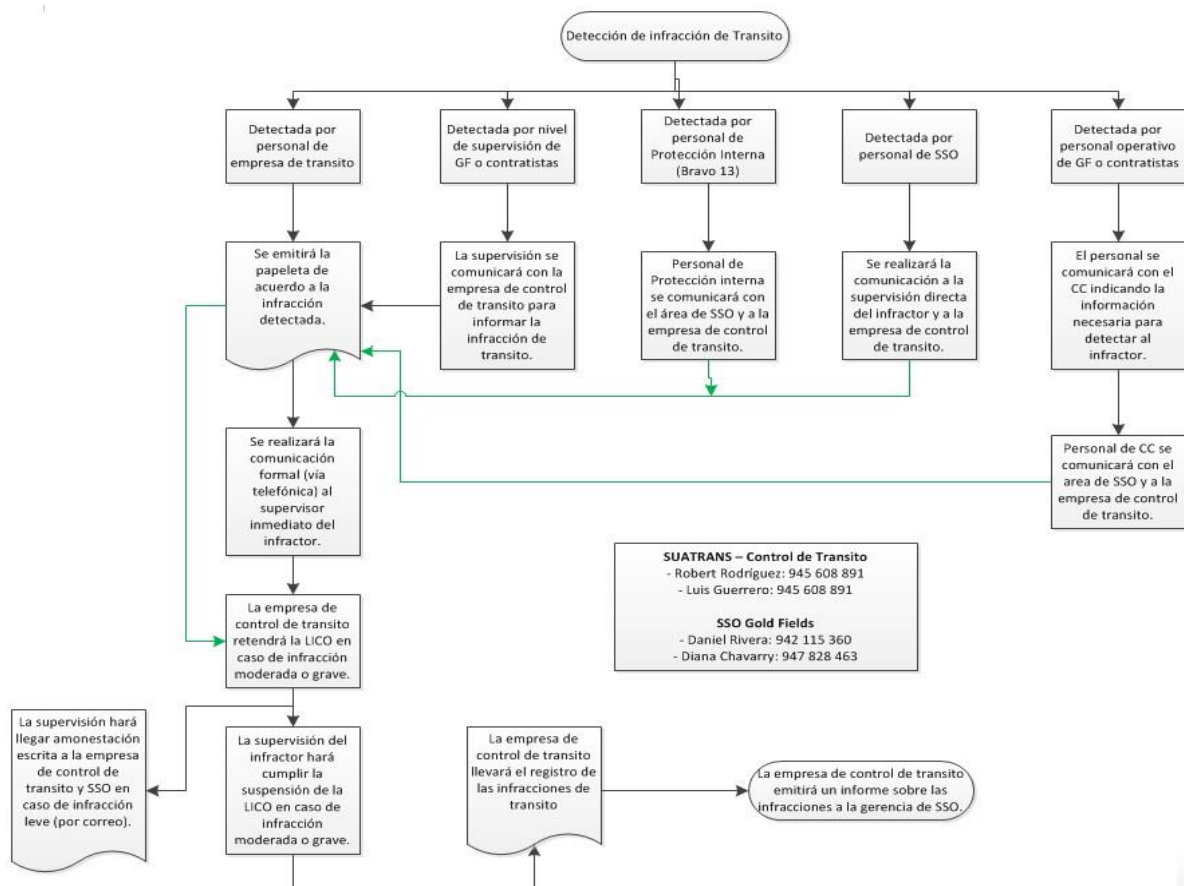 Detección de infracción de Transito
Detectada por
personal de
empresa de transito
Detectada por nivel
de supervisión de
GF o contratistas
Detectada por
personal de
Protección Interna
(Bravo 13)
Detectada por
personal de SSO
Detectada por
personal operativo
de GF o contratistas
Se emitirá la
papeleta de
acuerdo a la
infracción
detectada.
La supervisión se
comunicará con la
empresa de control
de transito para
informar la
infracción de
transito.
Personal de
Protección interna
se comunicará con
el área de SSO y a la
empresa de control
de transito.
Se realizará la
comunicación a la
supervisión directa
del infractor y a la
empresa de control
de transito.
El personal se
comunicará con el
CC indicando la
información
necesaria para
detectar al
infractor.
Se realizará la
comunicación
formal (vía
telefónica) al
supervisor
inmediato del
infractor.
Personal de CC se
comunicará con el
area de SSO y a la
empresa de control
de transito.
SUATRANS – Control de Transito
- Robert Rodríguez: 945 608 891
- Luis Guerrero: 945 608 891
SSO Gold Fields
- Daniel Rivera: 942 115 360
- Diana Chavarry: 947 828 463
La empresa de
control de transito
retendrá la LICO en
caso de infracción
moderada o grave.
La supervisión hará
llegar amonestación
escrita a la empresa
de control de
transito y SSO en
caso de infracción
leve (por correo).
La supervisión del
infractor hará
cumplir la
suspensión de la
LICO en caso de
infracción
moderada o grave.
La empresa de
control de transito
llevará el registro de
las infracciones de
transito
La empresa de control de transito
emitirá un informe sobre las
infracciones a la gerencia de SSO.